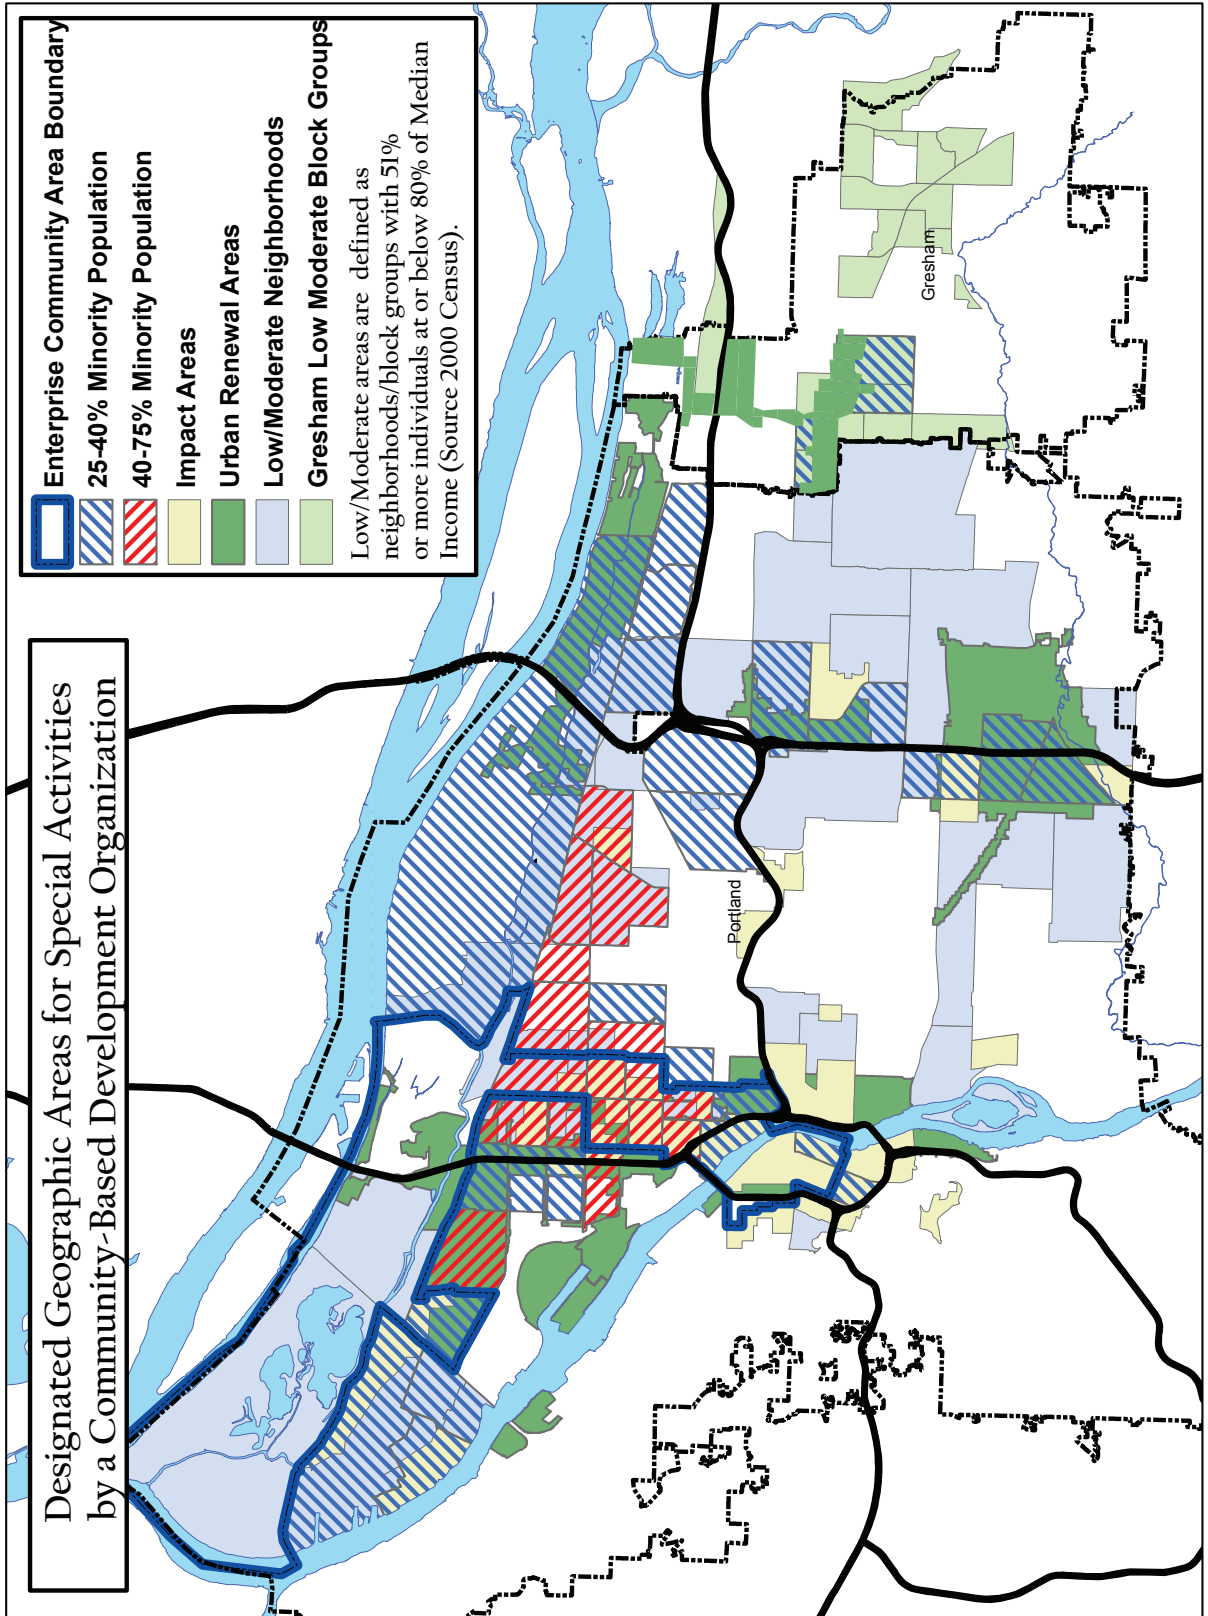 Designated Geographic Areas for Special Activities
by a Community-Based Development Organization
Enterprise Community Area Boundary
25-40% Minority Population
40-75% Minority Population
Impact Areas
Urban Renewal Areas
Low/Moderate Neighborhoods
Gresham Low Moderate Block Groups
Low/Moderate areas are defined as
neighborhoods/block groups with 51%
or more individuals at or below 80% of Median
Income (Source 2000 Census).
Portland
Gresham